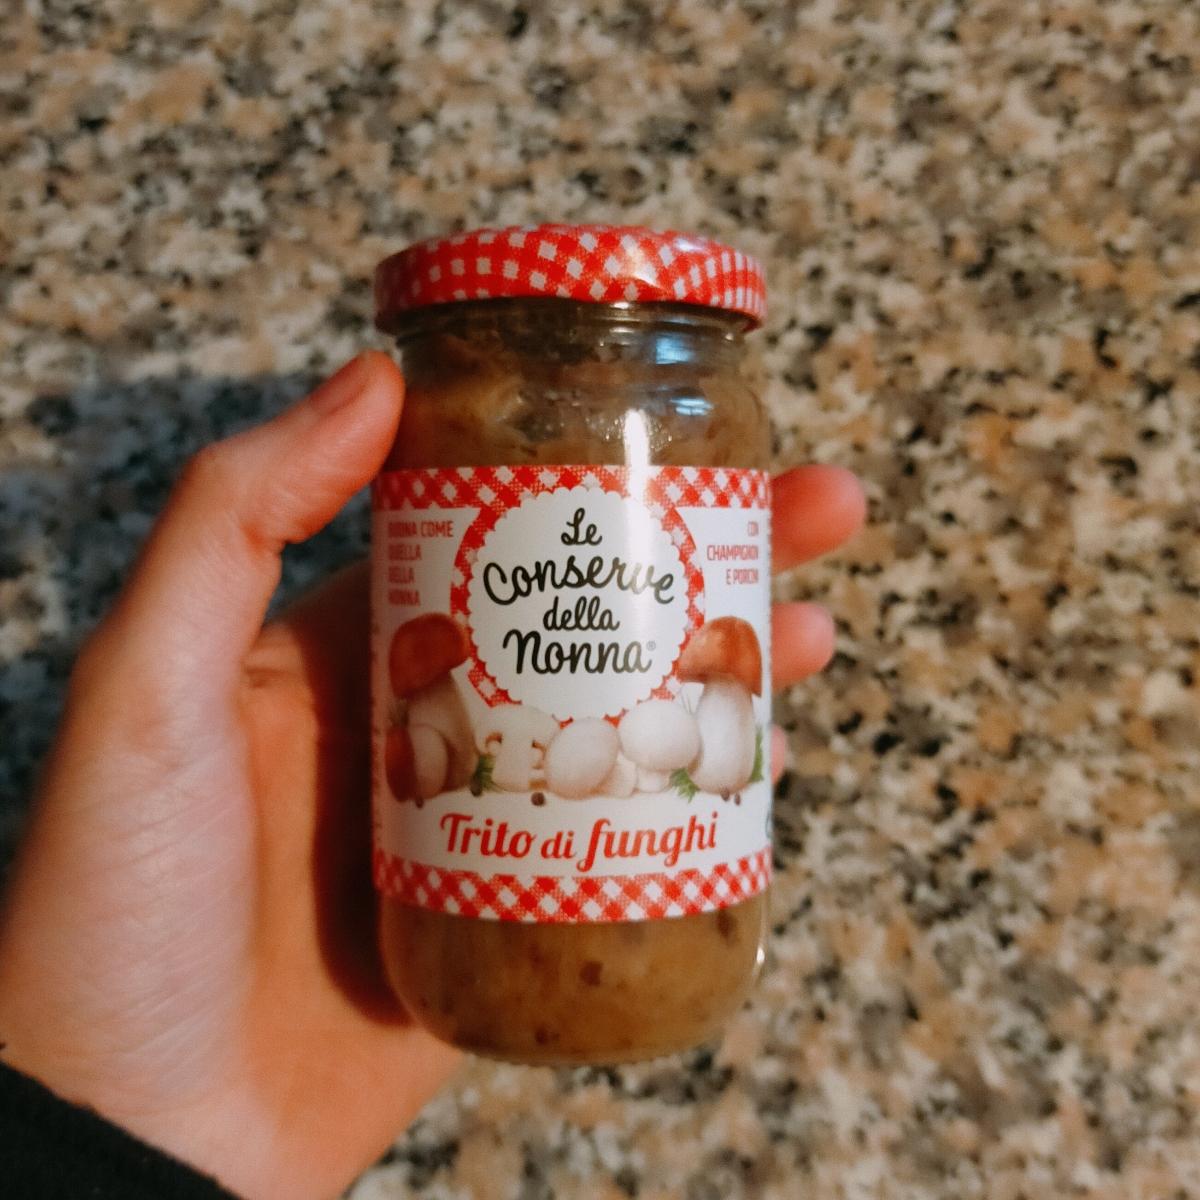 BUONA COME
QUELLA
DELLA
NONNA
Le
Conserve
della
Nonna®
CON
CHAMPIGNON
E PORCINI
Trito di funghi